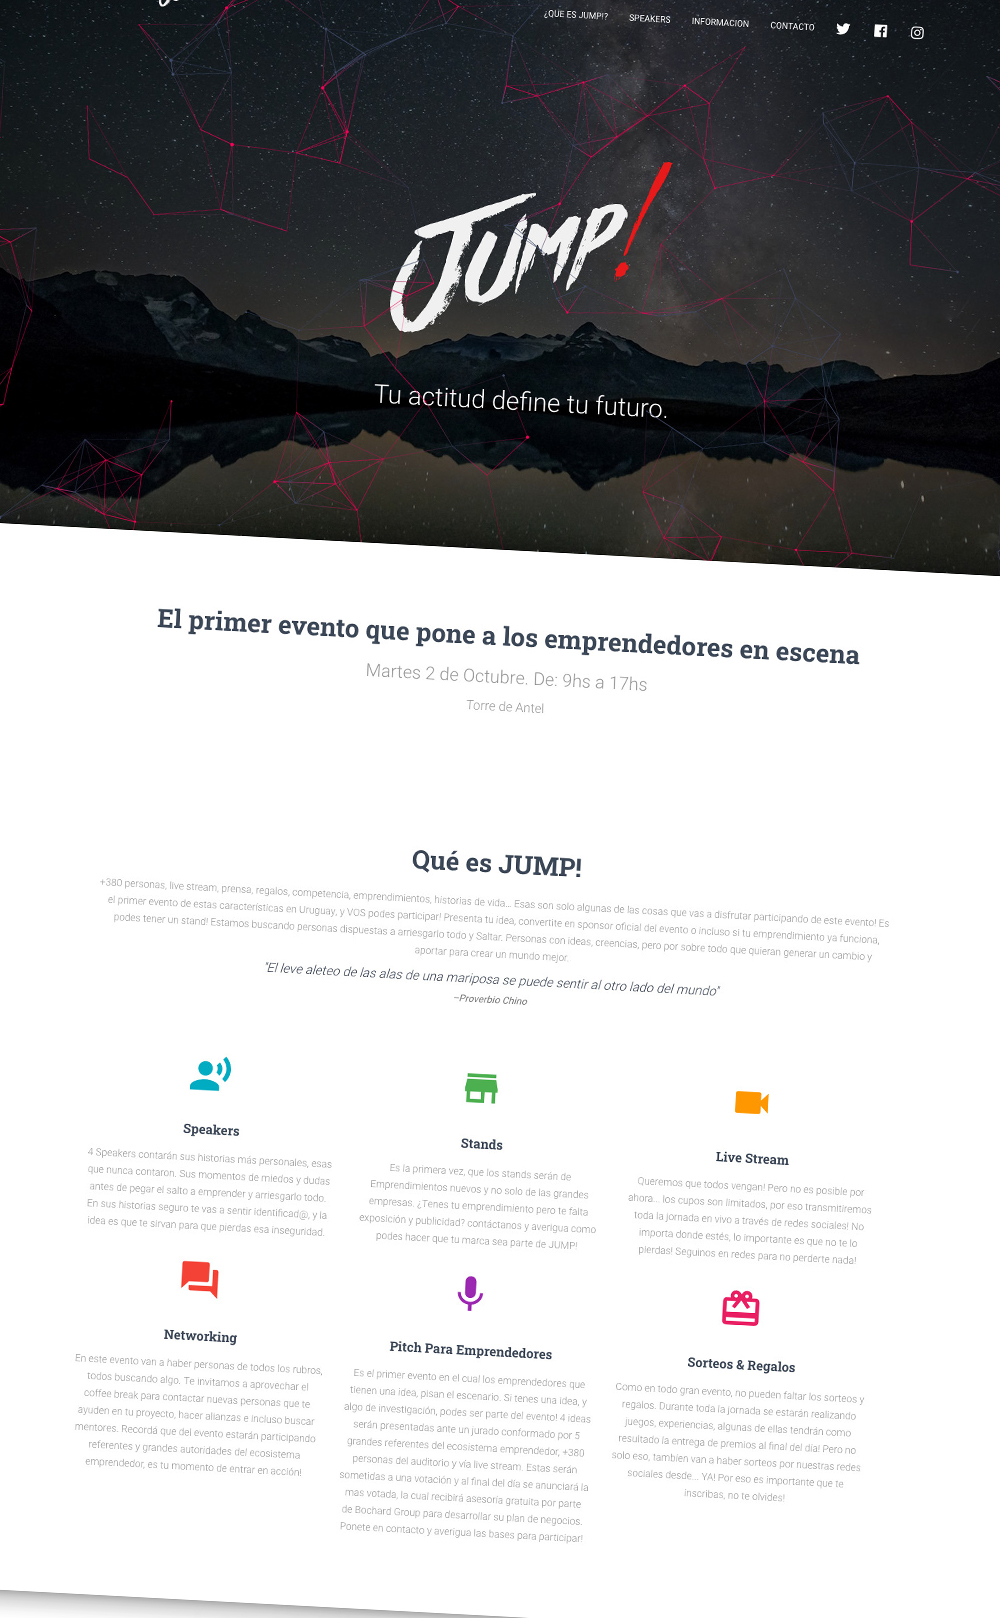 ¿QUE ES JUMP!?
SPEAKERS
INFORMACION
CONTACTO
JUMP!
Tu actitud define tu futuro.
El primer evento que pone a los emprendedores en escena
Martes 2 de Octubre. De: 9hs a 17hs
Torre de Antel
Qué es JUMP!
+380 personas, live stream, prensa, regalos, competencia, emprendimientos, historias de vida... Esas son solo algunas de las cosas que vas a disfrutar participando de este evento! Es
el primer evento de estas características en Uruguay, y VOS podes participar! Presenta tu idea, convertite en sponsor oficial del evento o incluso si tu emprendimiento ya funciona,
podes tener un stand! Estamos buscando personas dispuestas a arriesgarlo todo y Saltar. Personas con ideas, creencias, pero por sobre todo que quieran generar un cambio y
aportar para crear un mundo mejor.
"El leve aleteo de las alas de una mariposa se puede sentir al otro lado del mundo"
–Proverbio Chino
Speakers
4 Speakers contarán sus historias más personales, esas
que nunca contaron. Sus momentos de miedos y dudas
antes de pegar el salto a emprender y arriesgarlo todo.
En sus historias seguro te vas a sentir identificad@, y la
idea es que te sirvan para que pierdas esa inseguridad.
Stands
Es la primera vez, que los stands serán de
Emprendimientos nuevos y no solo de las grandes
empresas. ¿Tenes tu emprendimiento pero te falta
exposición y publicidad? contáctanos y averigua como
podes hacer que tu marca sea parte de JUMP!
Live Stream
Queremos que todos vengan! Pero no es posible por
ahora... los cupos son limitados, por eso transmitiremos
toda la jornada en vivo a través de redes sociales! No
importa donde estés, lo importante es que no te lo
pierdas! Seguinos en redes para no perderte nada!
Networking
En este evento van a haber personas de todos los rubros,
todos buscando algo. Te invitamos a aprovechar el
coffee break para contactar nuevas personas que te
ayuden en tu proyecto, hacer alianzas e incluso buscar
mentores. Recordá que del evento estarán participando
referentes y grandes autoridades del ecosistema
emprendedor, es tu momento de entrar en acción!
Pitch Para Emprendedores
Es el primer evento en el cual los emprendedores que
tienen una idea, pisan el escenario. Si tenes una idea, y
algo de investigación, podes ser parte del evento! 4 ideas
serán presentadas ante un jurado conformado por 5
grandes referentes del ecosistema emprendedor, +380
personas del auditorio y vía live stream. Estas serán
sometidas a una votación y al final del día se anunciará la
mas votada, la cual recibirá asesoría gratuita por parte
de Bochard Group para desarrollar su plan de negocios.
Ponete en contacto y averigua las bases para participar!
Sorteos & Regalos
Como en todo gran evento, no pueden faltar los sorteos y
regalos. Durante toda la jornada se estarán realizando
juegos, experiencias, algunas de ellas tendrán como
resultado la entrega de premios al final del día! Pero no
solo eso, tambíen van a haber sorteos por nuestras redes
sociales desde... YA! Por eso es importante que te
inscribas, no te olvides!